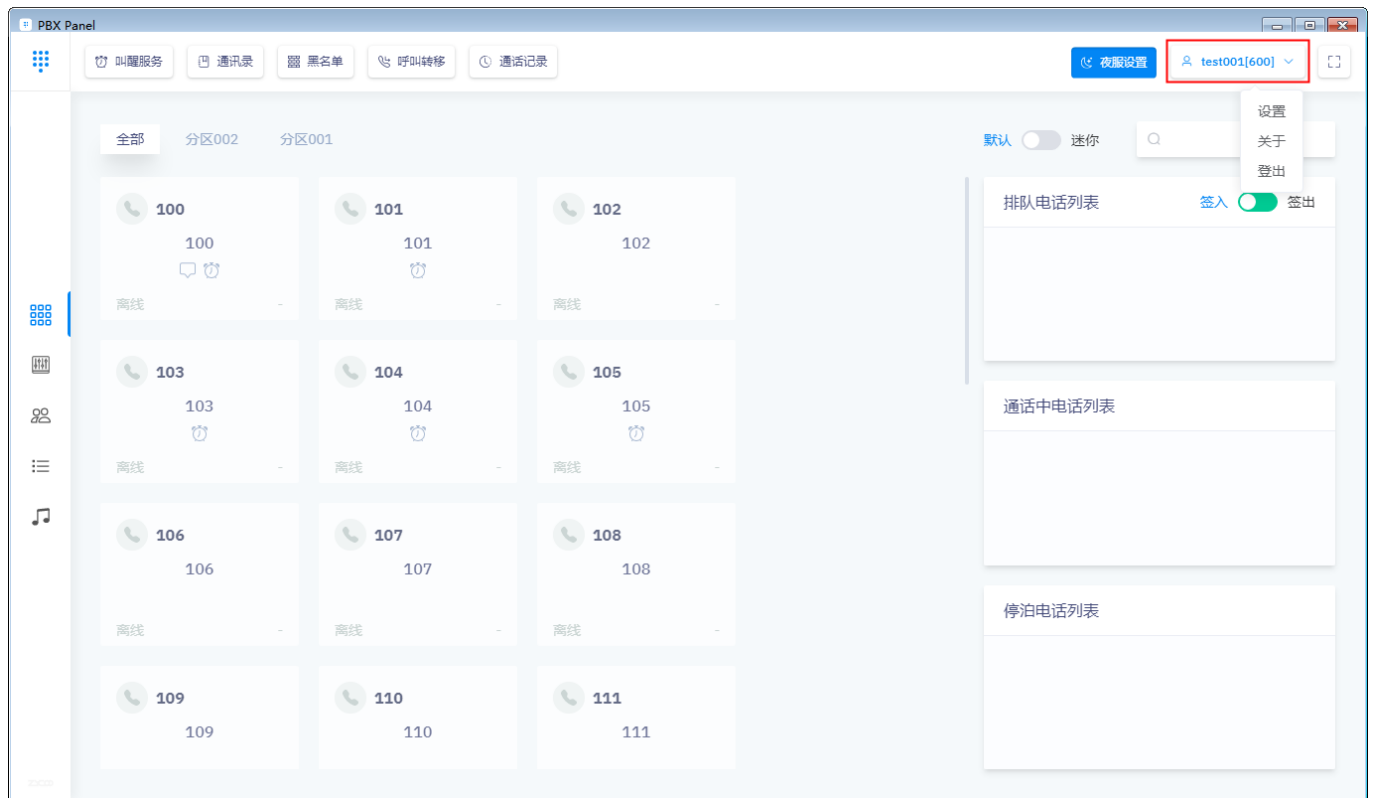 PBX Panel
叫醒服务 通讯录 黑名单 呼叫转移 通话记录 夜服设置 test001[600]
设置
关于
登出
全部 分区002 分区001 默认 迷你
100 101 102
100 101 102
离线 - 离线 - 离线 -
103 104 105
103 104 105
离线 - 离线 - 离线 -
106 107 108
106 107 108
离线 - 离线 - 离线 -
109 110 111
109 110 111
排队电话列表 签入 签出
通话中电话列表
停泊电话列表